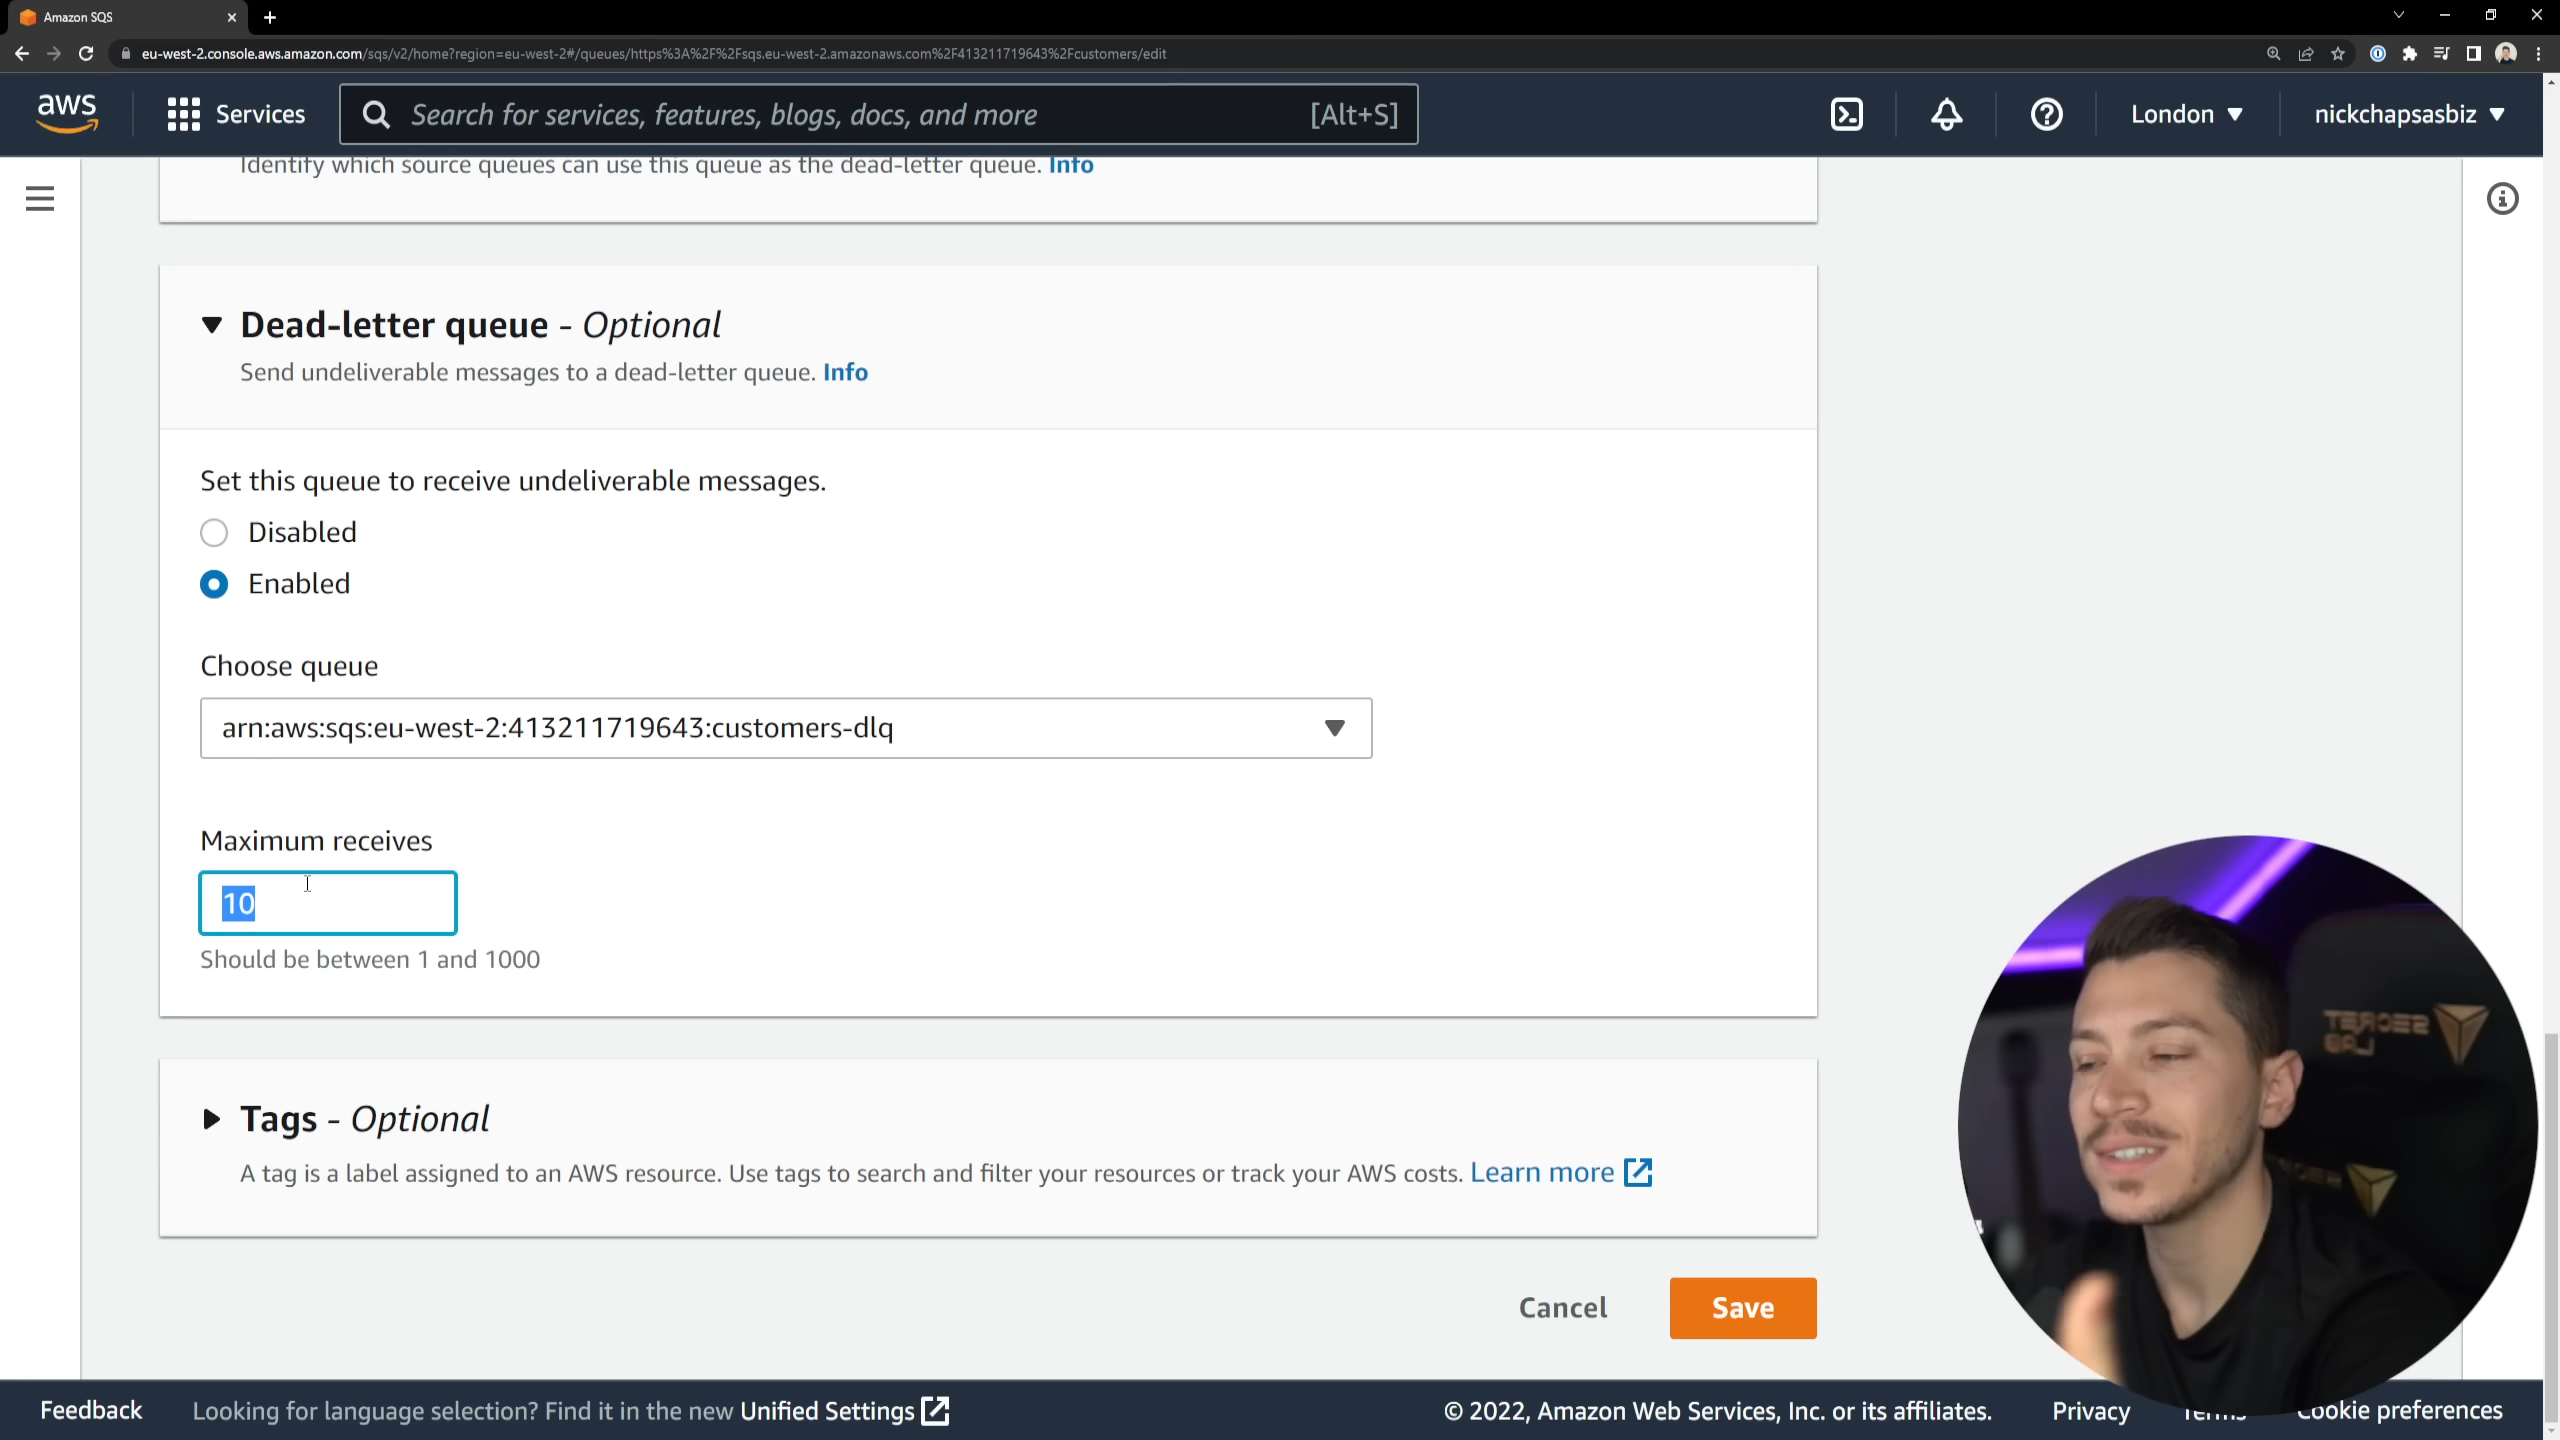 Amazon SQS
eu-west-2.console.aws.amazon.com/sqs/v2/home?region=eu-west-2#/queues/https%3A%2F%2Fsqs.eu-west-2.amazonaws.com%2F413211719643%2Fcustomers/edit
aws
Services
Search for services, features, blogs, docs, and more
[Alt+S]
London
nickchapsasbiz
Identify which source queues can use this queue as the dead-letter queue. Info
Dead-letter queue - Optional
Send undeliverable messages to a dead-letter queue. Info
Set this queue to receive undeliverable messages.
Disabled
Enabled
Choose queue
arn:aws:sqs:eu-west-2:413211719643:customers-dlq
Maximum receives
10
Should be between 1 and 1000
SECRET
LAB
Tags - Optional
A tag is a label assigned to an AWS resource. Use tags to search and filter your resources or track your AWS costs. Learn more
Cancel
Save
Feedback
Looking for language selection? Find it in the new Unified Settings
© 2022, Amazon Web Services, Inc. or its affiliates.
Privacy
Terms
Cookie preferences